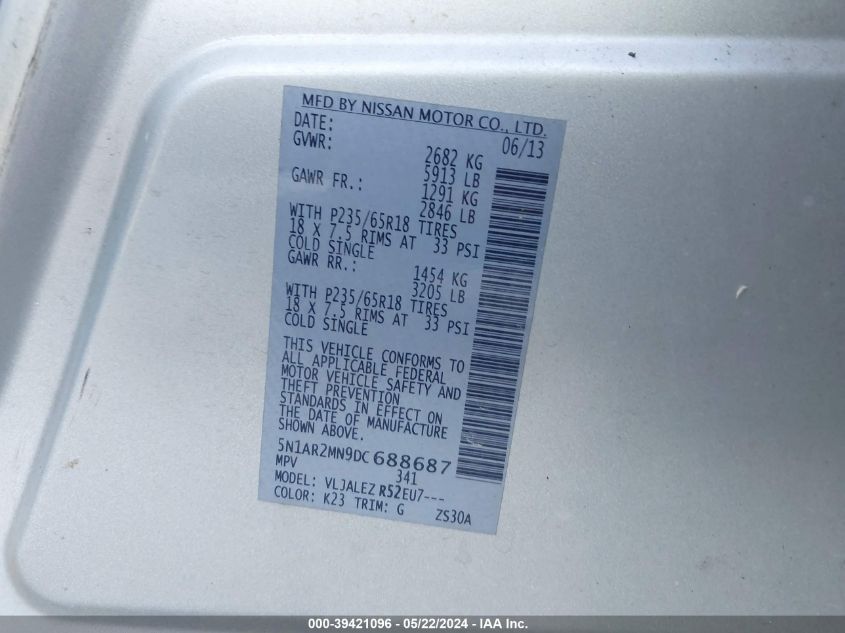 MFD BY NISSAN MOTOR CO., LTD.
DATE: 06/13
GVWR: 2682 KG
5913 LB
GAWR FR.: 1291 KG
2846 LB
WITH P235/65R18 TIRES
18 X 7.5 RIMS AT 33 PSI
COLD SINGLE
GAWR RR.: 1454 KG
3205 LB
WITH P235/65R18 TIRES
18 X 7.5 RIMS AT 33 PSI
COLD SINGLE
THIS VEHICLE CONFORMS TO
ALL APPLICABLE FEDERAL
MOTOR VEHICLE SAFETY AND
THEFT PREVENTION
STANDARDS IN EFFECT ON
THE DATE OF MANUFACTURE
SHOWN ABOVE.
5N1AR2MN9DC688687
MPV 341
MODEL: VLJALEZ R52EU7---
COLOR: K23 TRIM: G ZS30A
000-39421096 - 05/22/2024 - IAA Inc.